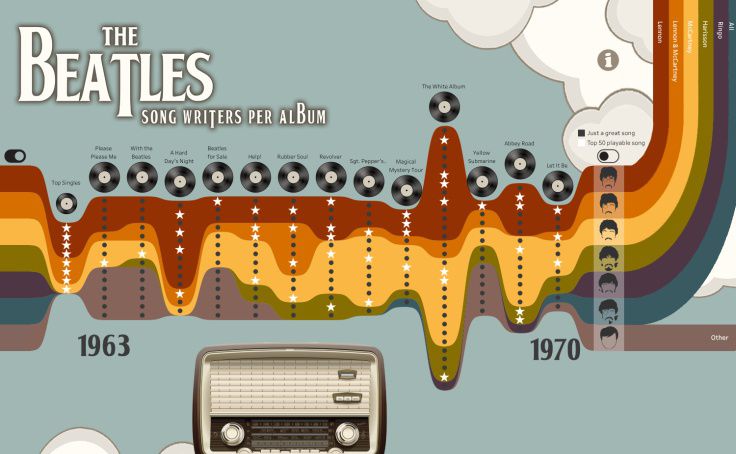 THE
BEATLES
SONG WRITERS PER ALBUM
Lennon
Lennon & McCartney
McCartney
Harisson
Ringo
All
Just a great song
Top 50 playable song
Top Singles
Please
Please Me
With the
Beatles
A Hard
Day's Night
Beatles
for Sale
Help!
Rubber Soul
Revolver
Sgt. Pepper's..
Magical
Mystery Tour
The White Album
Yellow
Submarine
Abbey Road
Let It Be
1963
1970
Other